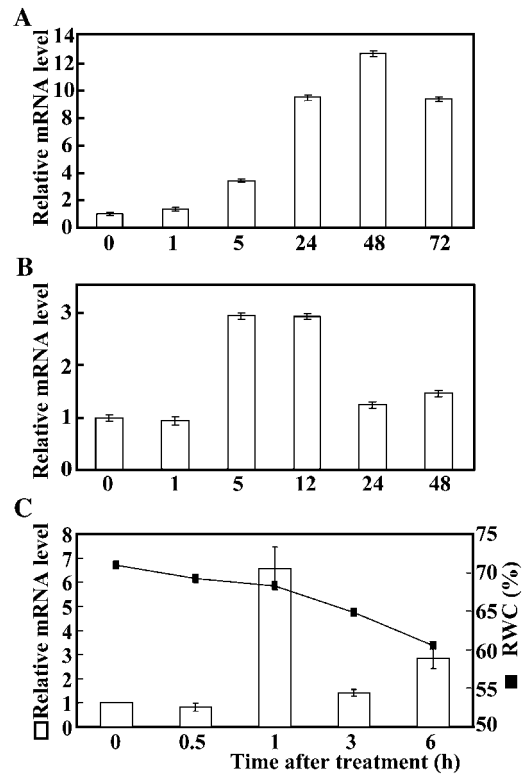 A
Relative mRNA level
14
12
10
8
6
4
2
0
0 1 5 24 48 72
B
Relative mRNA level
3
2
1
0
0 1 5 12 24 48
C
Relative mRNA level
8
7
6
5
4
3
2
1
0
75
70
65
60
55
50
RWC (%)
0 0.5 1 3 6
Time after treatment (h)